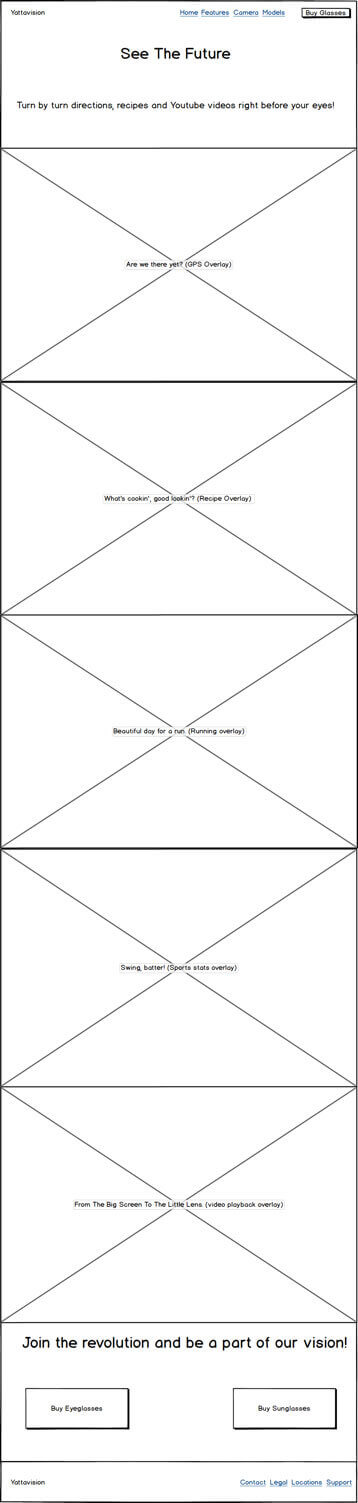 Yottavision
Home Features Camera Models
Buy Glasses
See The Future
Turn by turn directions, recipes and Youtube videos right before your eyes!
Are we there yet? (GPS Overlay)
What's cookin', good lookin'? (Recipe Overlay)
Beautiful day for a run. (Running overlay)
Swing, batter! (Sports stats overlay)
From The Big Screen To The Little Lens. (video playback overlay)
Join the revolution and be a part of our vision!
Buy Eyeglasses
Buy Sunglasses
Yottavision
Contact Legal Locations Support